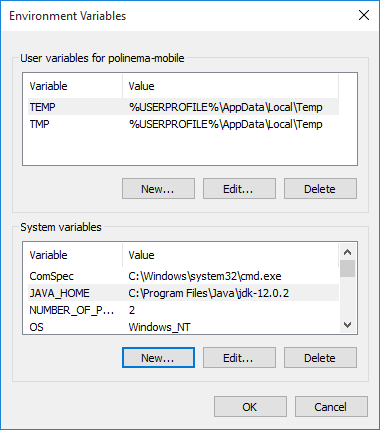 Environment Variables
User variables for polinema-mobile
Variable Value
TEMP %USERPROFILE%\AppData\Local\Temp
TMP %USERPROFILE%\AppData\Local\Temp
New... Edit... Delete
System variables
Variable Value
ComSpec C:\Windows\system32\cmd.exe
JAVA_HOME C:\Program Files\Java\jdk-12.0.2
NUMBER_OF_P... 2
OS Windows_NT
New... Edit... Delete
OK Cancel